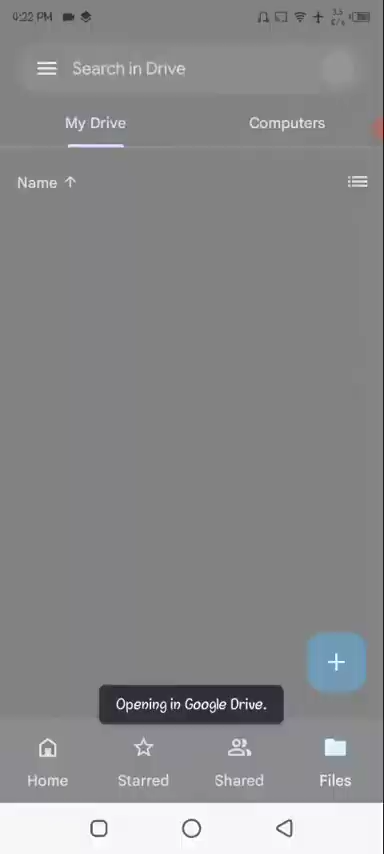 Search in Drive
My Drive
Computers
Name
Opening in Google Drive.
Home
Starred
Shared
Files